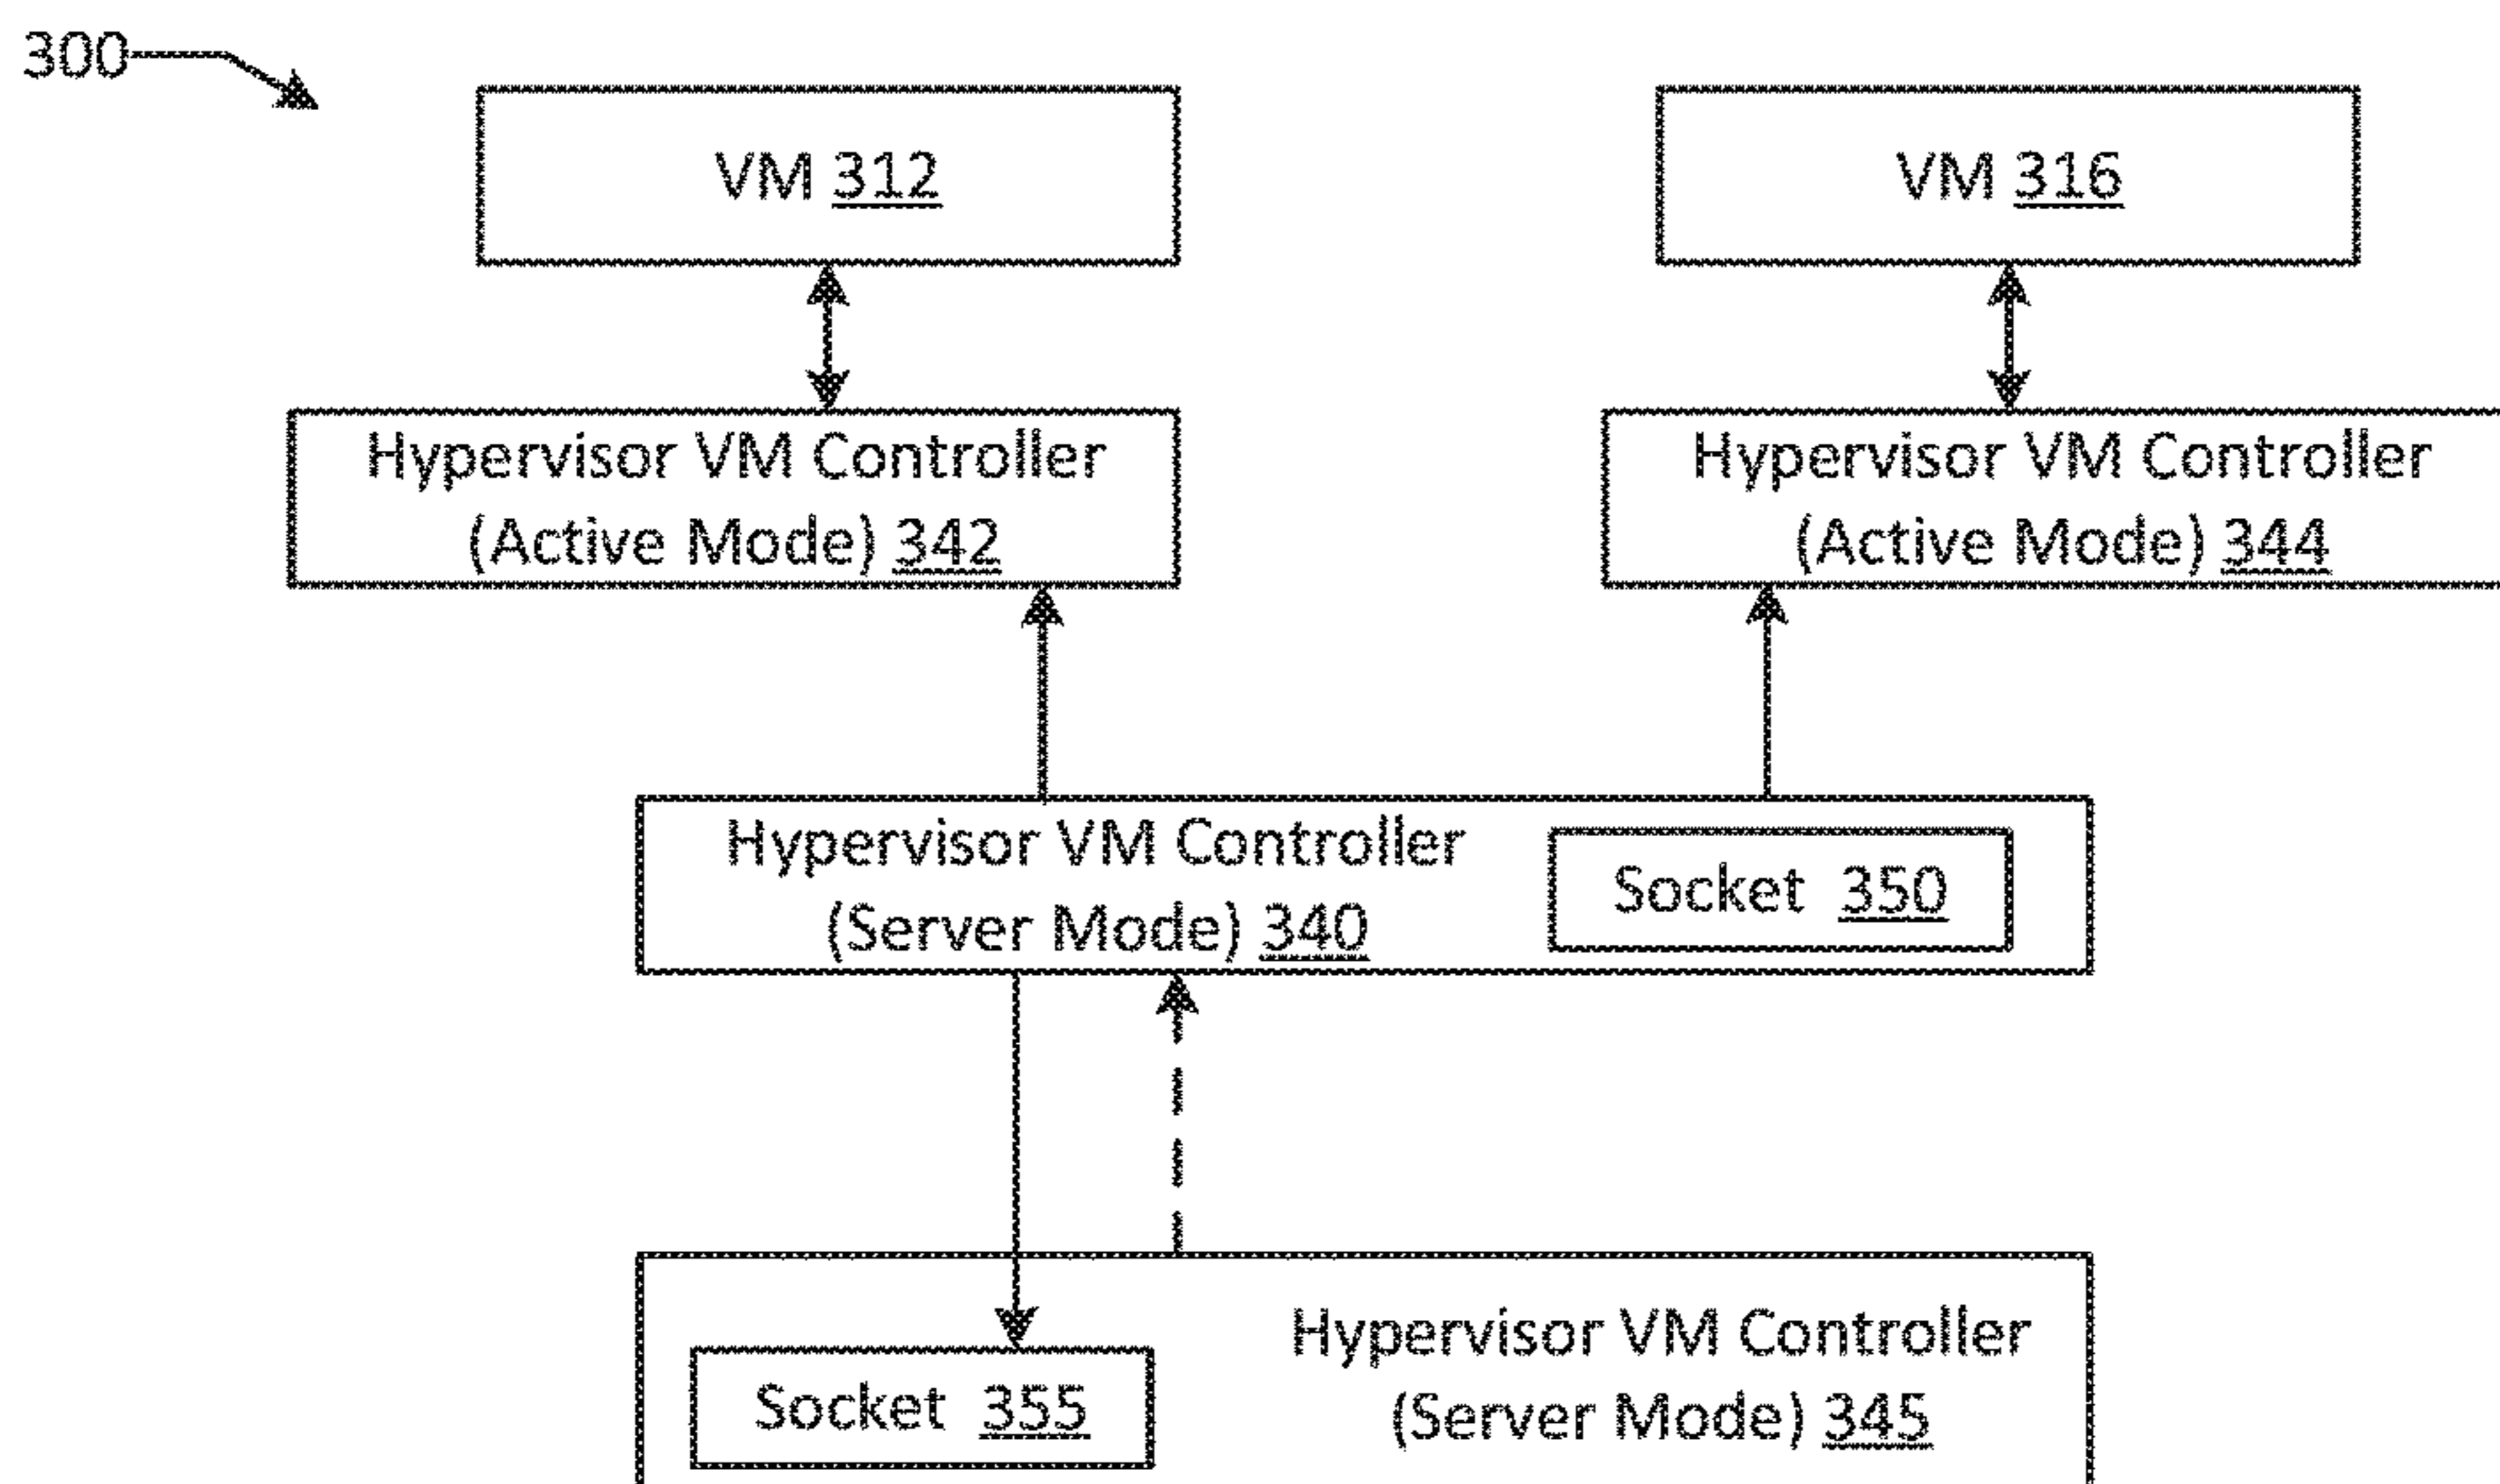 300
VM 312
VM 316
Hypervisor VM Controller
(Active Mode) 342
Hypervisor VM Controller
(Active Mode) 344
Hypervisor VM Controller
(Server Mode) 340
Socket 350
Socket 355
Hypervisor VM Controller
(Server Mode) 345